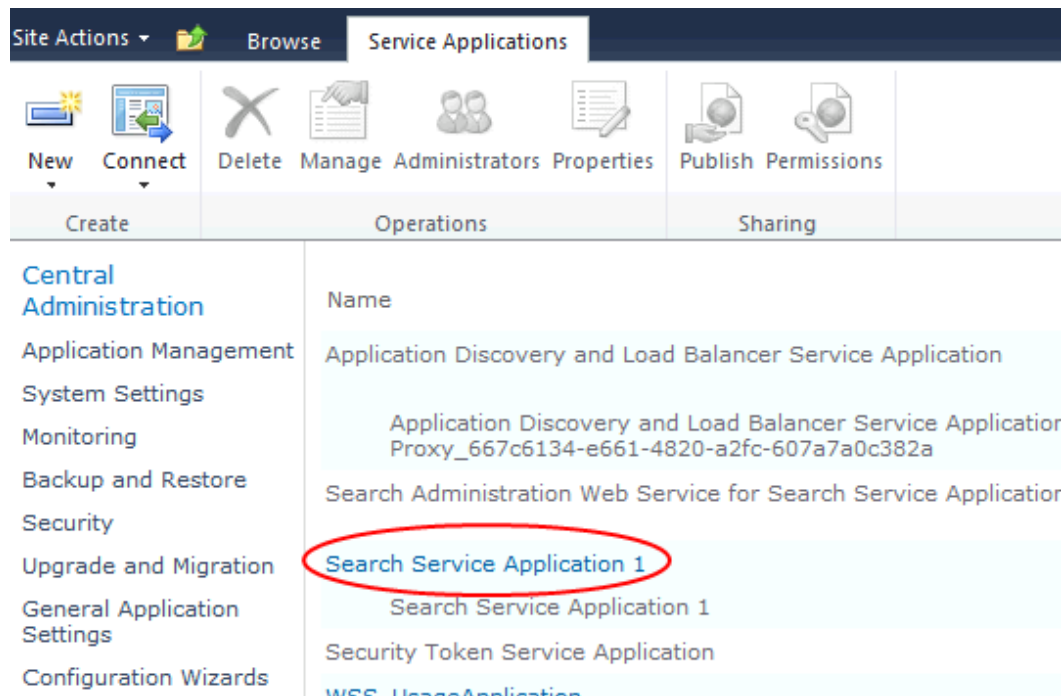 Site Actions Browse Service Applications
New Connect Delete Manage Administrators Properties Publish Permissions
Create Operations Sharing
Central
Administration
Application Management
System Settings
Monitoring
Backup and Restore
Security
Upgrade and Migration
General Application
Settings
Configuration Wizards
Name
Application Discovery and Load Balancer Service Application
Application Discovery and Load Balancer Service Application
Proxy_667c6134-e661-4820-a2fc-607a7a0c382a
Search Administration Web Service for Search Service Application
Search Service Application 1
Search Service Application 1
Security Token Service Application
WSS_UsageApplication